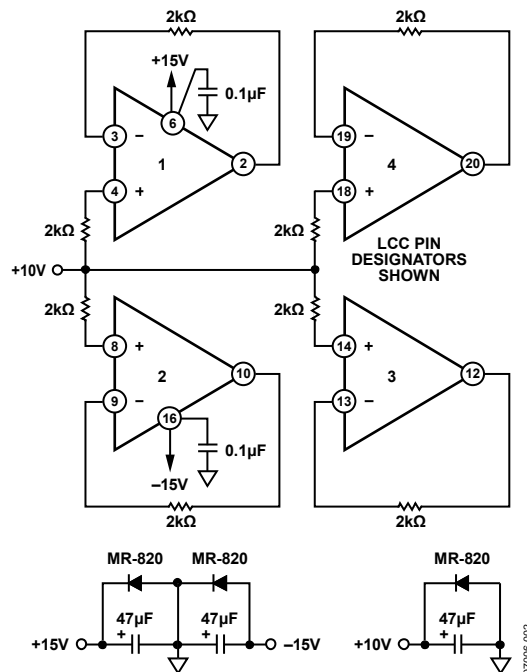 2kΩ
2kΩ
+15V
0.1µF
6
3
–
1
2
4
+
19
–
4
20
18
+
2kΩ
2kΩ
LCC PIN
DESIGNATORS
SHOWN
+10V
2kΩ
2kΩ
8
+
2
10
9
–
16
0.1µF
–15V
14
+
3
12
13
–
2kΩ
2kΩ
MR-820
MR-820
MR-820
47µF
47µF
47µF
+15V
+
+
–15V
+10V
+